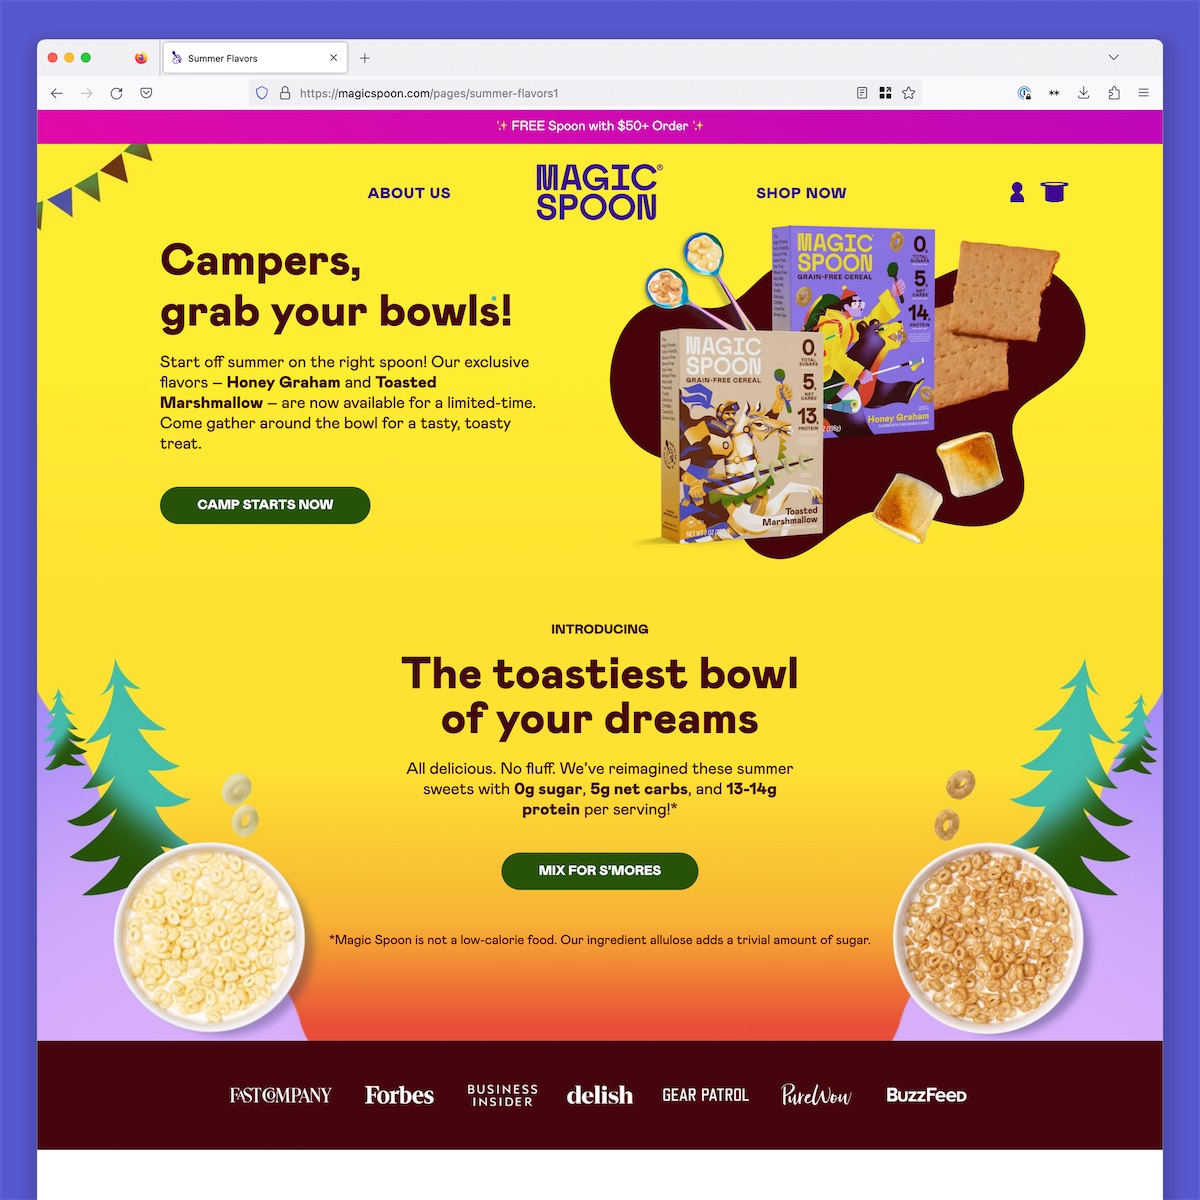 Summer Flavors
https://magicspoon.com/pages/summer-flavors1
FREE Spoon with $50+ Order
ABOUT US
MAGIC
SPOON®
SHOP NOW
Campers,
grab your bowls!
Start off summer on the right spoon! Our exclusive
flavors – Honey Graham and Toasted
Marshmallow – are now available for a limited-time.
Come gather around the bowl for a tasty, toasty
treat.
CAMP STARTS NOW
MAGIC
SPOON
GRAIN-FREE CEREAL
0g
TOTAL
SUGARS
5g
NET
CARBS
14g
PROTEIN
Honey Graham
MAGIC
SPOON
GRAIN-FREE CEREAL
0g
TOTAL
SUGARS
5g
NET
CARBS
13g
PROTEIN
Toasted
Marshmallow
NET WT 7 OZ
INTRODUCING
The toastiest bowl
of your dreams
All delicious. No fluff. We've reimagined these summer
sweets with 0g sugar, 5g net carbs, and 13-14g
protein per serving!*
MIX FOR S'MORES
*Magic Spoon is not a low-calorie food. Our ingredient allulose adds a trivial amount of sugar.
FAST COMPANY
Forbes
BUSINESS
INSIDER
delish
GEAR PATROL
PureWow
BuzzFeed